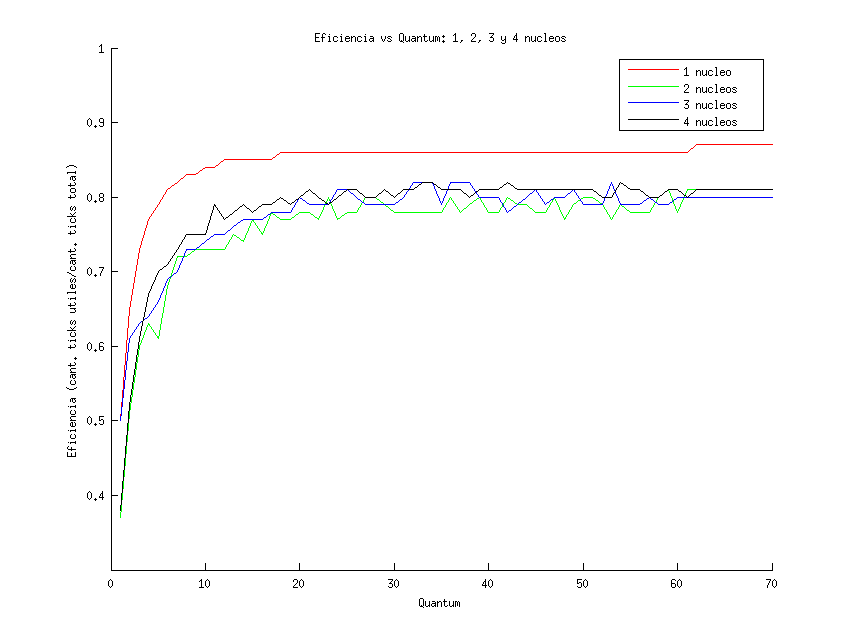 Eficiencia vs Quantum: 1, 2, 3 y 4 nucleos
1 nucleo
2 nucleos
3 nucleos
4 nucleos
Eficiencia (cant. ticks utiles/cant. ticks total)
1
0.9
0.8
0.7
0.6
0.5
0.4
0 10 20 30 40 50 60 70
Quantum